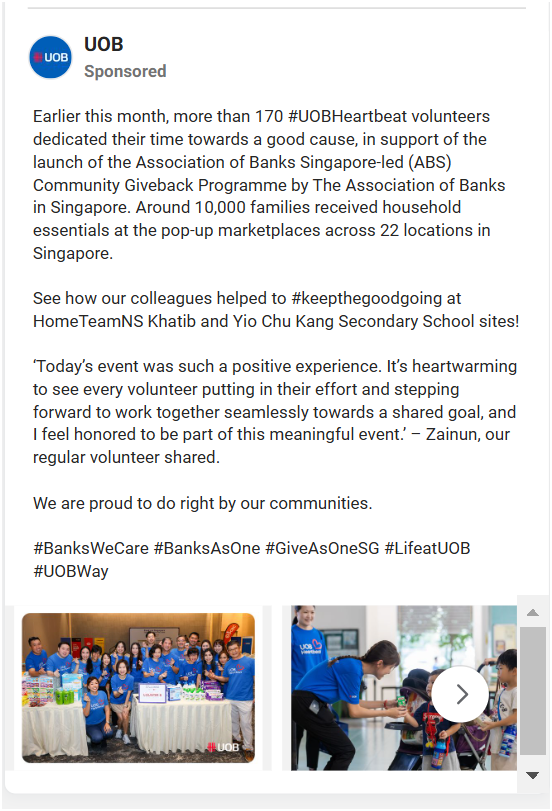 UOB
UOB
Sponsored
Earlier this month, more than 170 #UOBHeartbeat volunteers
dedicated their time towards a good cause, in support of the
launch of the Association of Banks Singapore-led (ABS)
Community Giveback Programme by The Association of Banks
in Singapore. Around 10,000 families received household
essentials at the pop-up marketplaces across 22 locations in
Singapore.
See how our colleagues helped to #keepthegoodgoing at
HomeTeamNS Khatib and Yio Chu Kang Secondary School sites!
‘Today’s event was such a positive experience. It’s heartwarming
to see every volunteer putting in their effort and stepping
forward to work together seamlessly towards a shared goal, and
I feel honored to be part of this meaningful event.’ – Zainun, our
regular volunteer shared.
We are proud to do right by our communities.
#BanksWeCare #BanksAsOne #GiveAsOneSG #LifeatUOB
#UOBWay
UOB
UOB
Heartbeat